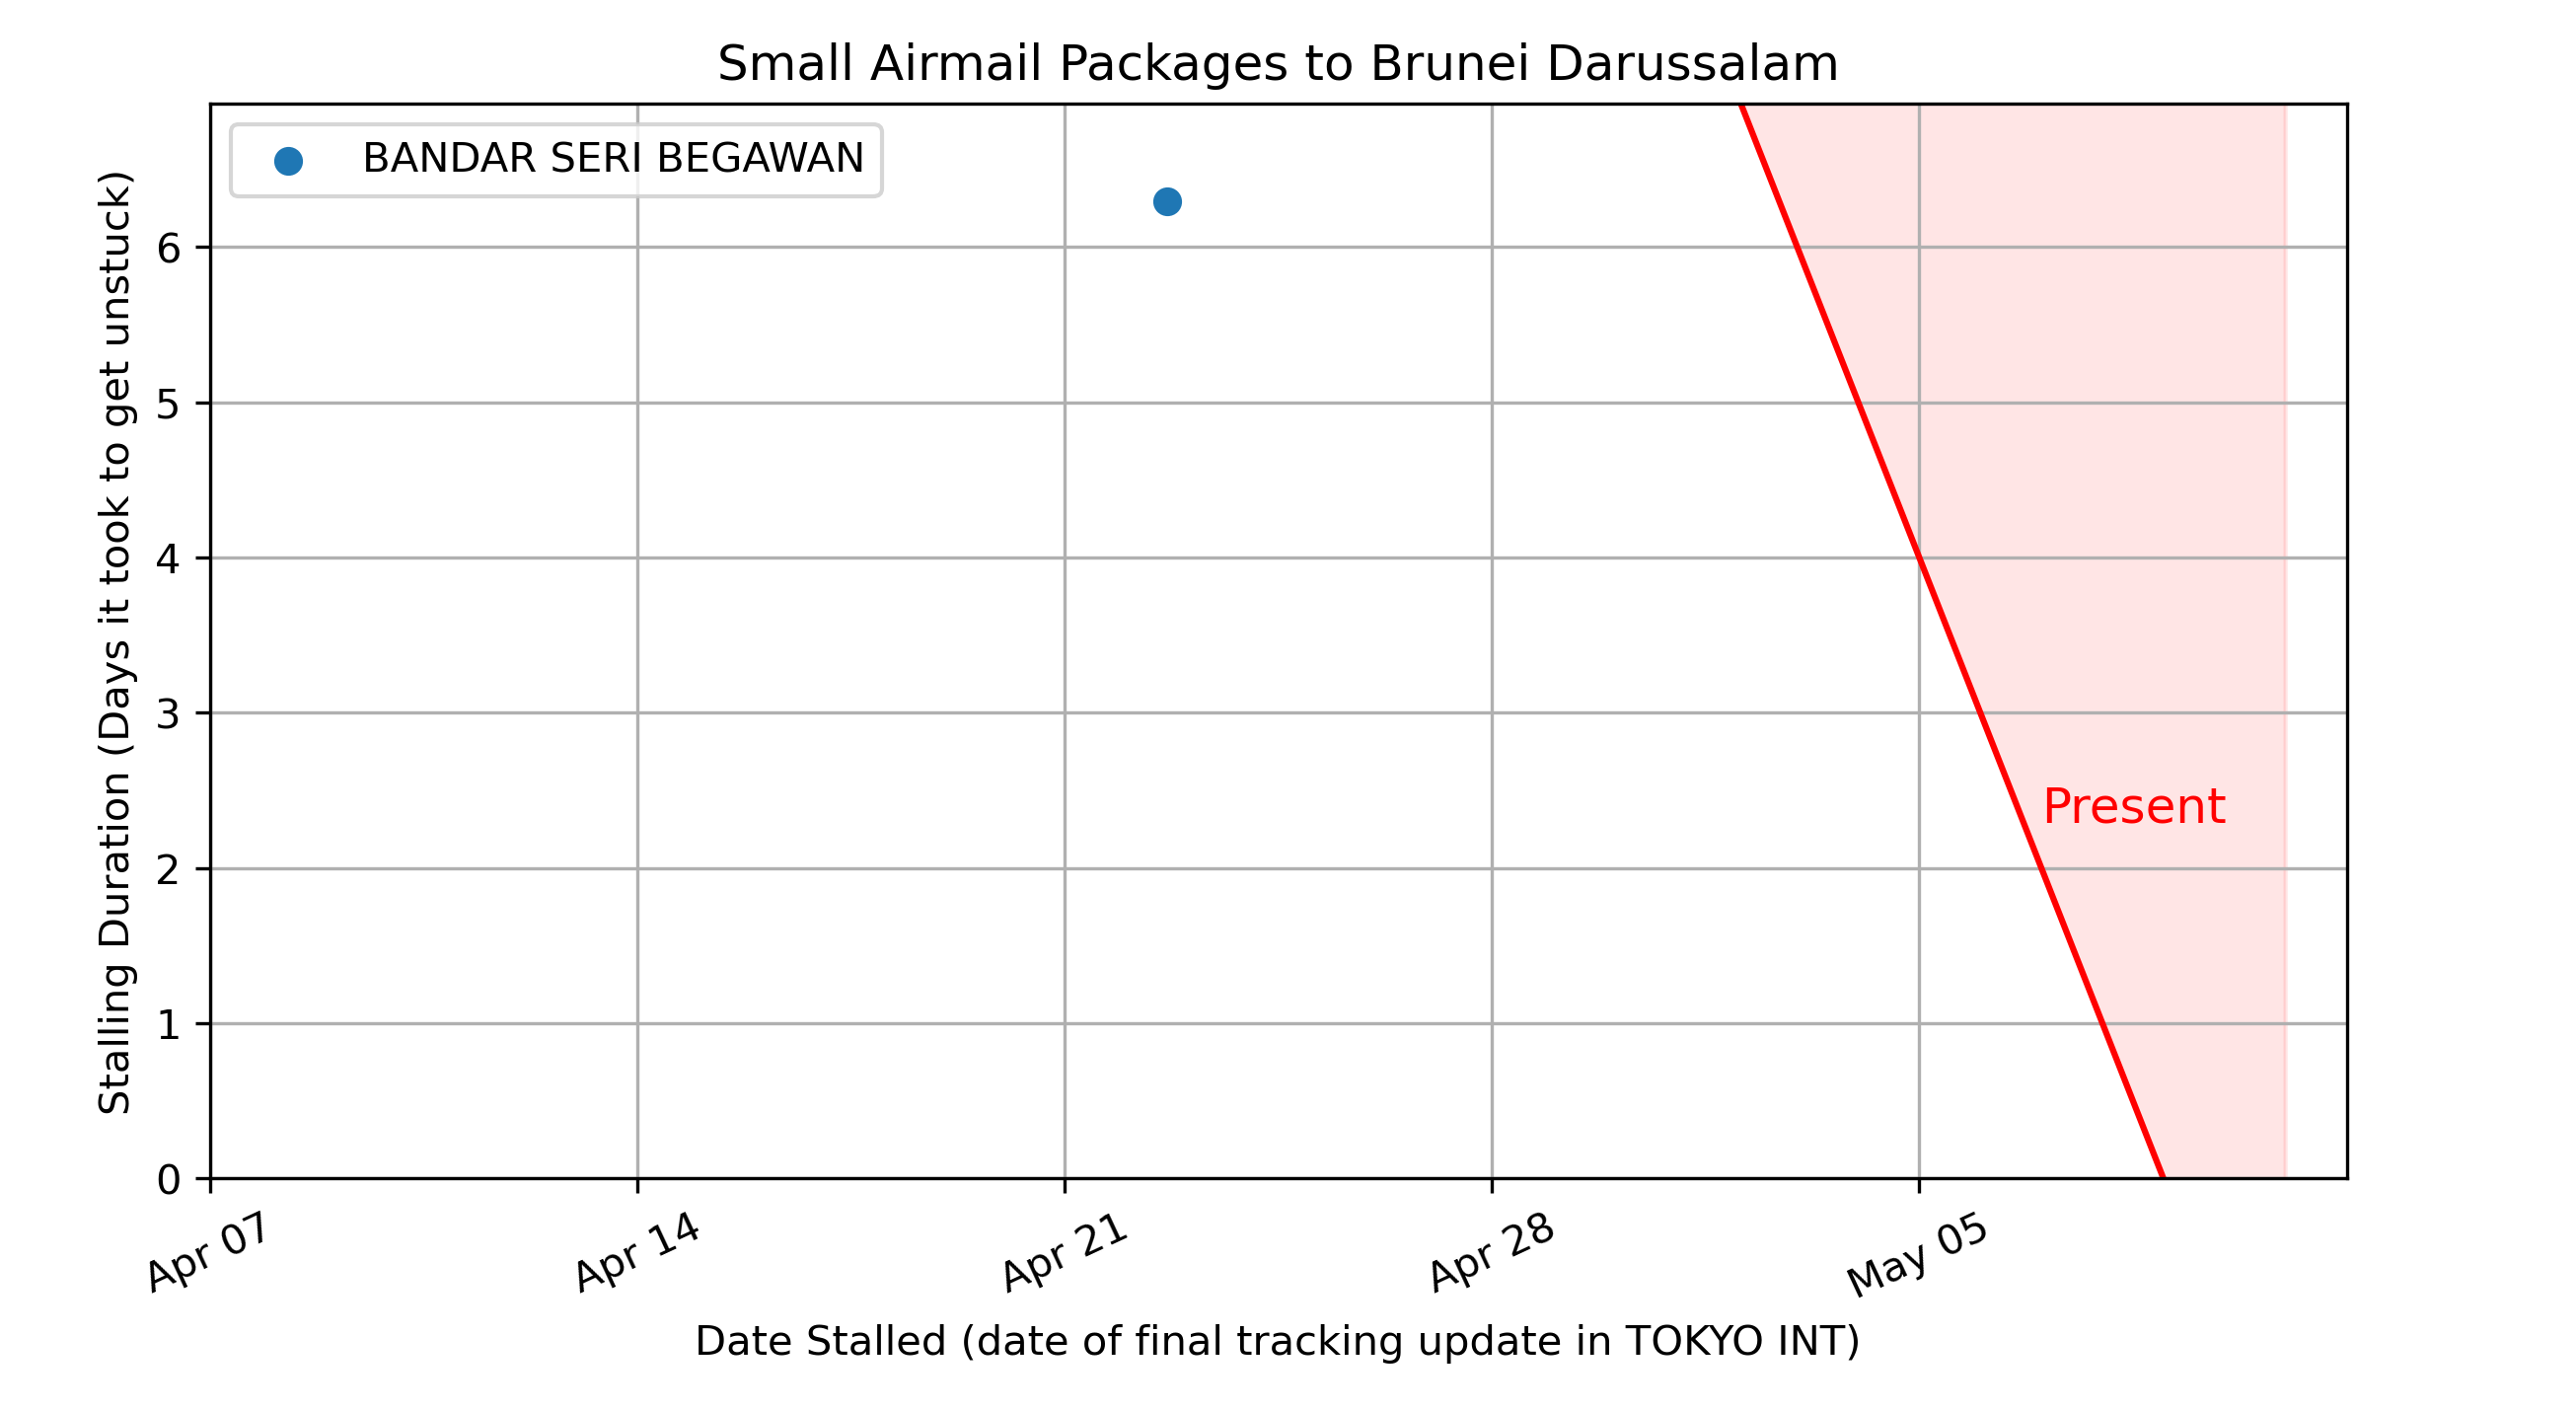 Small Airmail Packages to Brunei Darussalam
BANDAR SERI BEGAWAN
Stalling Duration (Days it took to get unstuck)
6
5
4
3
2
1
0
Present
Apr 07
Apr 14
Apr 21
Apr 28
May 05
Date Stalled (date of final tracking update in TOKYO INT)